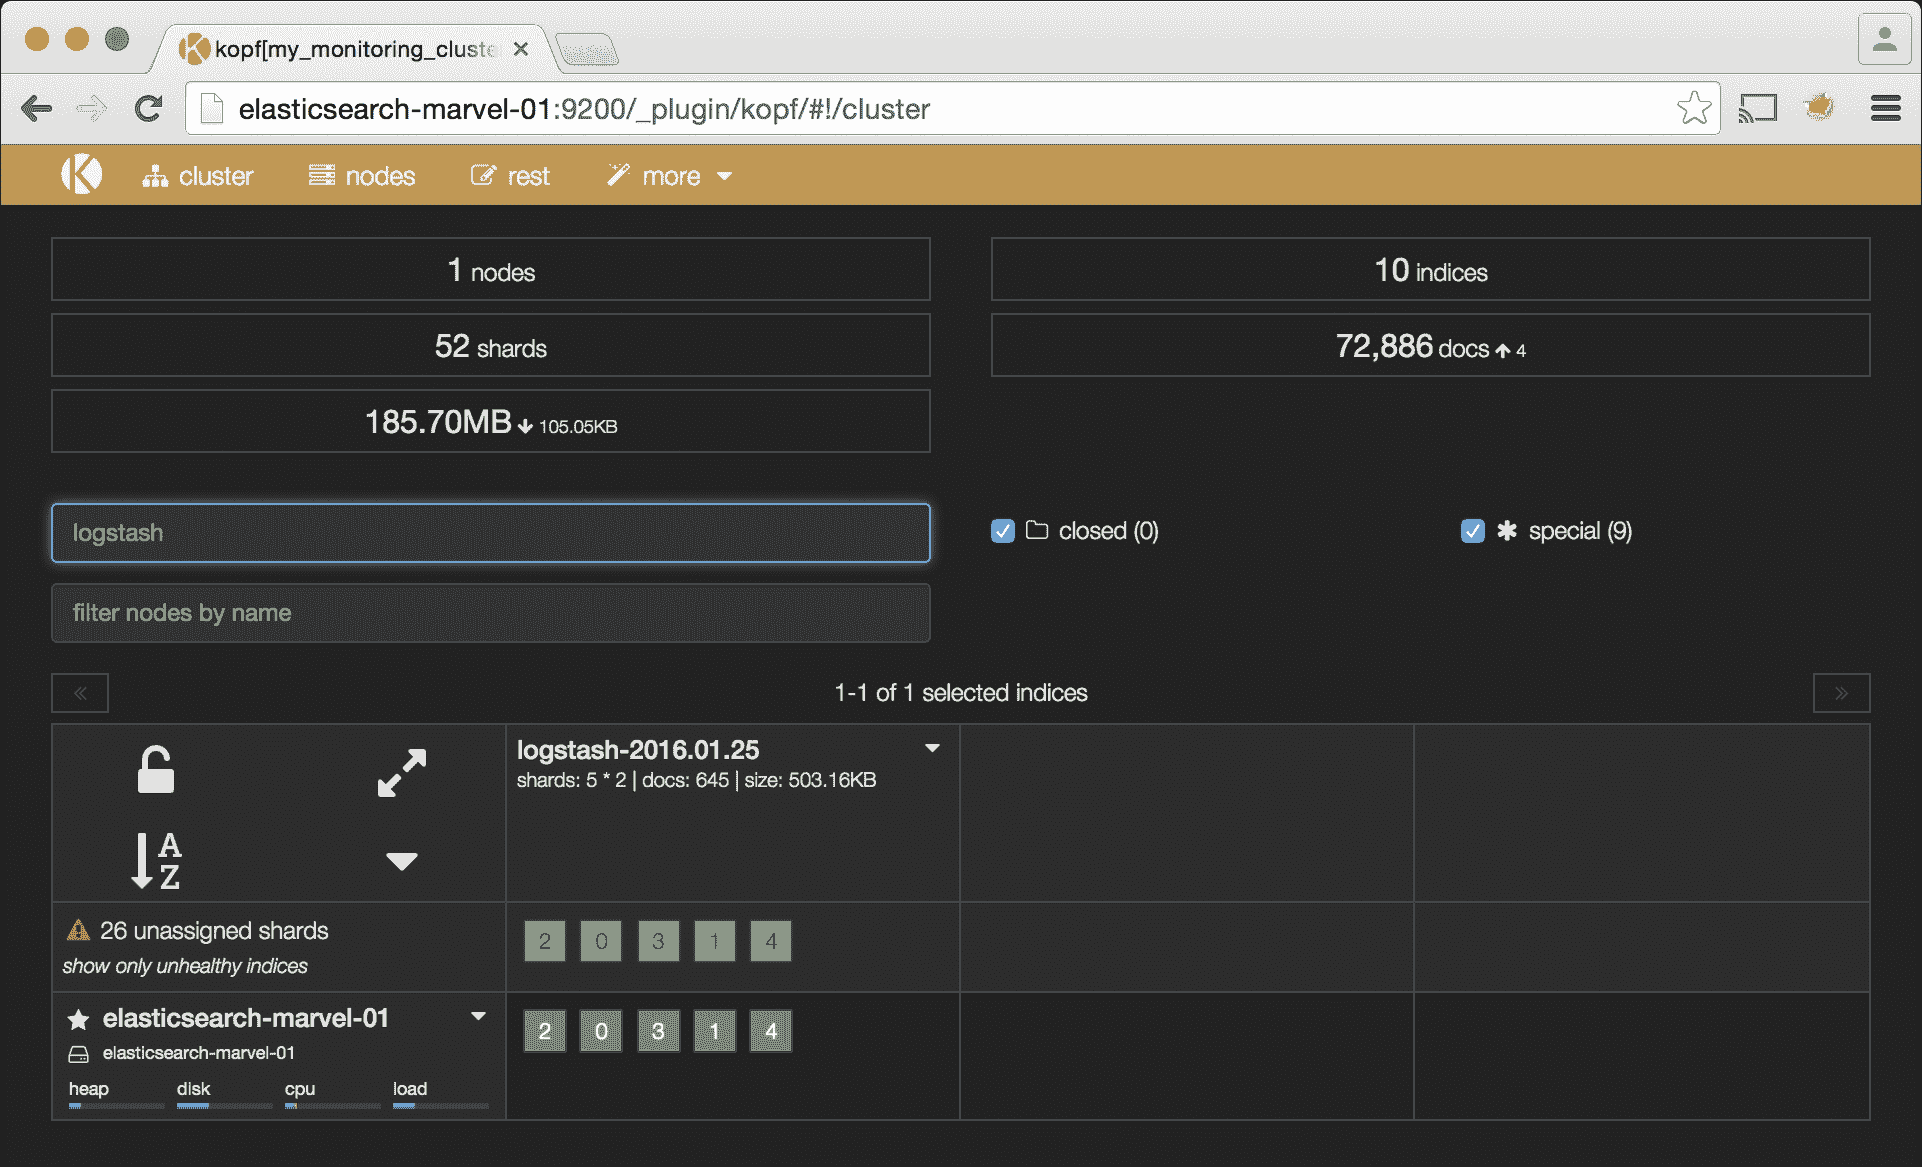 kopf[my_monitoring_cluste
elasticsearch-marvel-01:9200/_plugin/kopf/#!/cluster
cluster nodes rest more
1 nodes
10 indices
52 shards
72,886 docs 4
185.70MB 105.05KB
logstash
closed (0)
special (9)
filter nodes by name
1-1 of 1 selected indices
logstash-2016.01.25
shards: 5 * 2 | docs: 645 | size: 503.16KB
A
Z
26 unassigned shards
show only unhealthy indices
2 0 3 1 4
elasticsearch-marvel-01
elasticsearch-marvel-01
heap disk cpu load
2 0 3 1 4